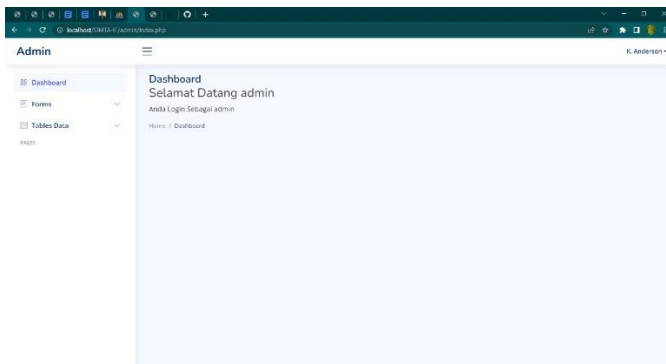 localhost/SIMTA-IF/admin/index.php
Admin
K. Anderson
Dashboard
Forms
Tables Data
PAGES
Dashboard
Selamat Datang admin
Anda Login Sebagai admin
Home / Dashboard